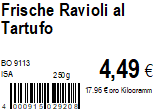 Frische Ravioli al
Tartufo
BO 9113
ISA
250g
4,49 €
17.96 € pro Kilogramm
4 000915 029208